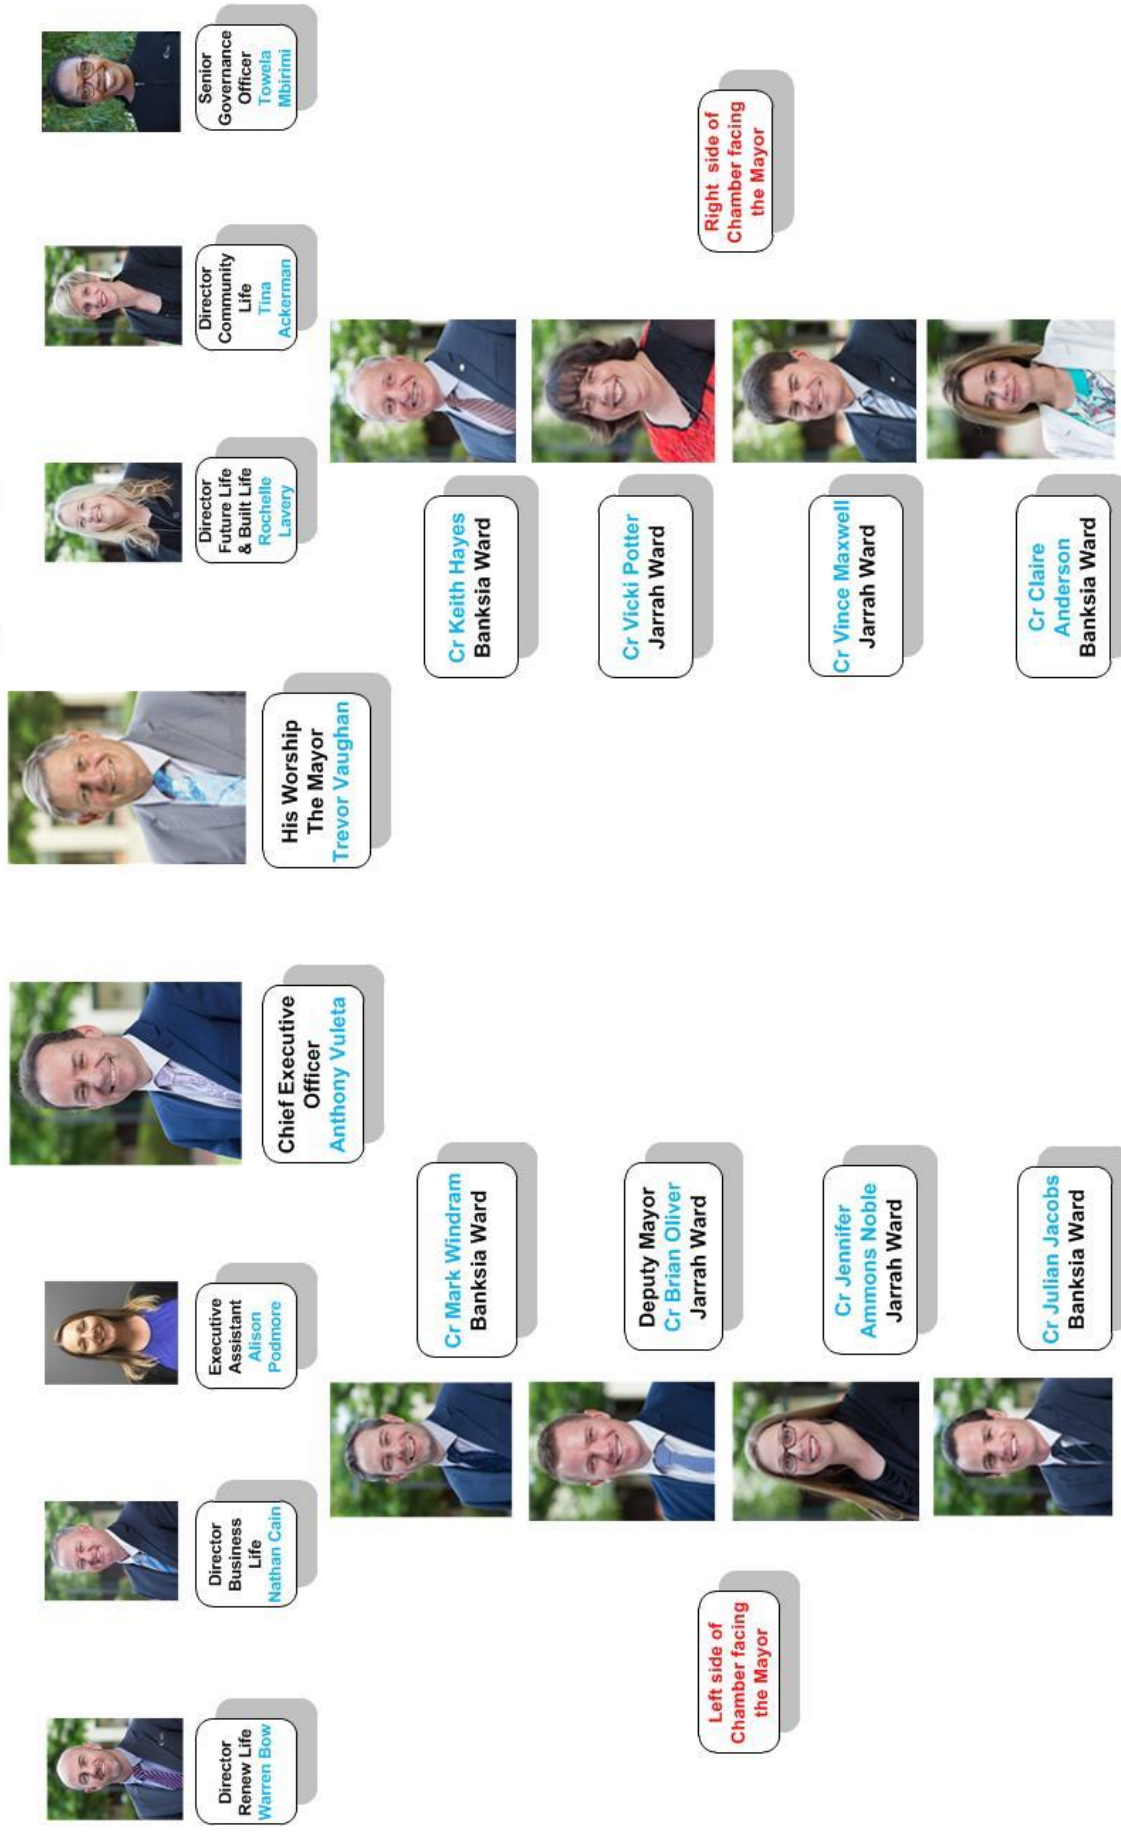 Director
Renew Life
Warren Bow
Director
Business
Life
Nathan Cain
Executive
Assistant
Alison
Podmore
Chief Executive
Officer
Anthony Vuleta
His Worship
The Mayor
Trevor Vaughan
Director
Future Life
& Built Life
Rochelle
Lavery
Director
Community
Life
Tina
Ackerman
Senior
Governance
Officer
Towela
Mbirimi
Cr Mark Windram
Banksia Ward
Cr Keith Hayes
Banksia Ward
Deputy Mayor
Cr Brian Oliver
Jarrah Ward
Cr Vicki Potter
Jarrah Ward
Left side of
Chamber facing
the Mayor
Right side of
Chamber facing
the Mayor
Cr Jennifer
Ammons Noble
Jarrah Ward
Cr Vince Maxwell
Jarrah Ward
Cr Julian Jacobs
Banksia Ward
Cr Claire
Anderson
Banksia Ward